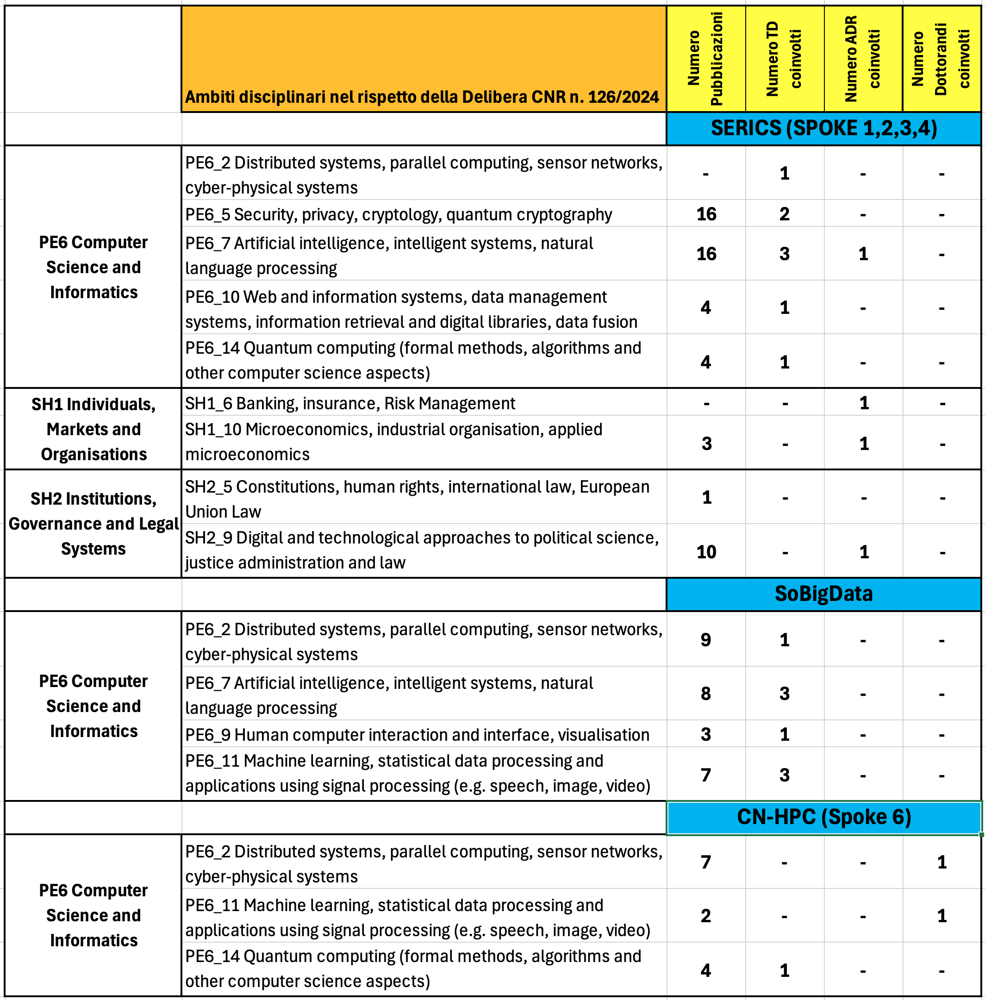 Ambiti disciplinari nel rispetto della Delibera CNR n. 126/2024
Numero
Pubblicazioni
Numero TD
coinvolti
Numero ADR
coinvolti
Numero
Dottorandi
coinvolti
SERICS (SPOKE 1,2,3,4)
PE6 Computer
Science and
Informatics
PE6_2 Distributed systems, parallel computing, sensor networks,
cyber-physical systems
- 1 - -
PE6_5 Security, privacy, cryptology, quantum cryptography
16 2 - -
PE6_7 Artificial intelligence, intelligent systems, natural
language processing
16 3 1 -
PE6_10 Web and information systems, data management
systems, information retrieval and digital libraries, data fusion
4 1 - -
PE6_14 Quantum computing (formal methods, algorithms and
other computer science aspects)
4 1 - -
SH1 Individuals,
Markets and
Organisations
SH1_6 Banking, insurance, Risk Management
- - 1 -
SH1_10 Microeconomics, industrial organisation, applied
microeconomics
3 - 1 -
SH2 Institutions,
Governance and Legal
Systems
SH2_5 Constitutions, human rights, international law, European
Union Law
1 - - -
SH2_9 Digital and technological approaches to political science,
justice administration and law
10 - 1 -
SoBigData
PE6 Computer
Science and
Informatics
PE6_2 Distributed systems, parallel computing, sensor networks,
cyber-physical systems
9 1 - -
PE6_7 Artificial intelligence, intelligent systems, natural
language processing
8 3 - -
PE6_9 Human computer interaction and interface, visualisation
3 1 - -
PE6_11 Machine learning, statistical data processing and
applications using signal processing (e.g. speech, image, video)
7 3 - -
CN-HPC (Spoke 6)
PE6 Computer
Science and
Informatics
PE6_2 Distributed systems, parallel computing, sensor networks,
cyber-physical systems
7 - - 1
PE6_11 Machine learning, statistical data processing and
applications using signal processing (e.g. speech, image, video)
2 - - 1
PE6_14 Quantum computing (formal methods, algorithms and
other computer science aspects)
4 1 - -